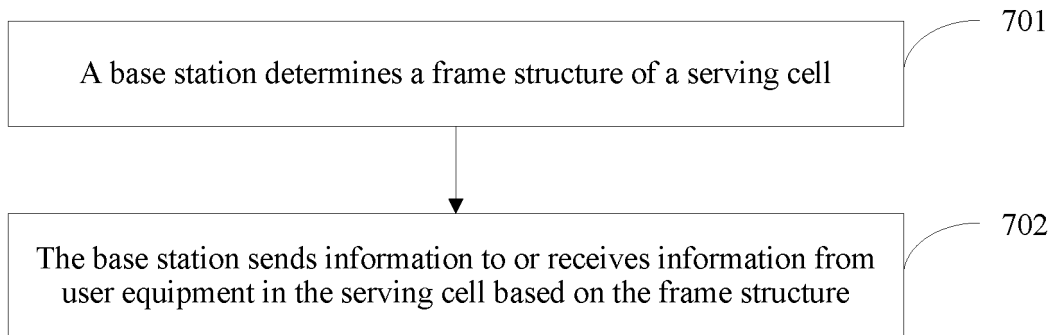 701
A base station determines a frame structure of a serving cell
702
The base station sends information to or receives information from
user equipment in the serving cell based on the frame structure